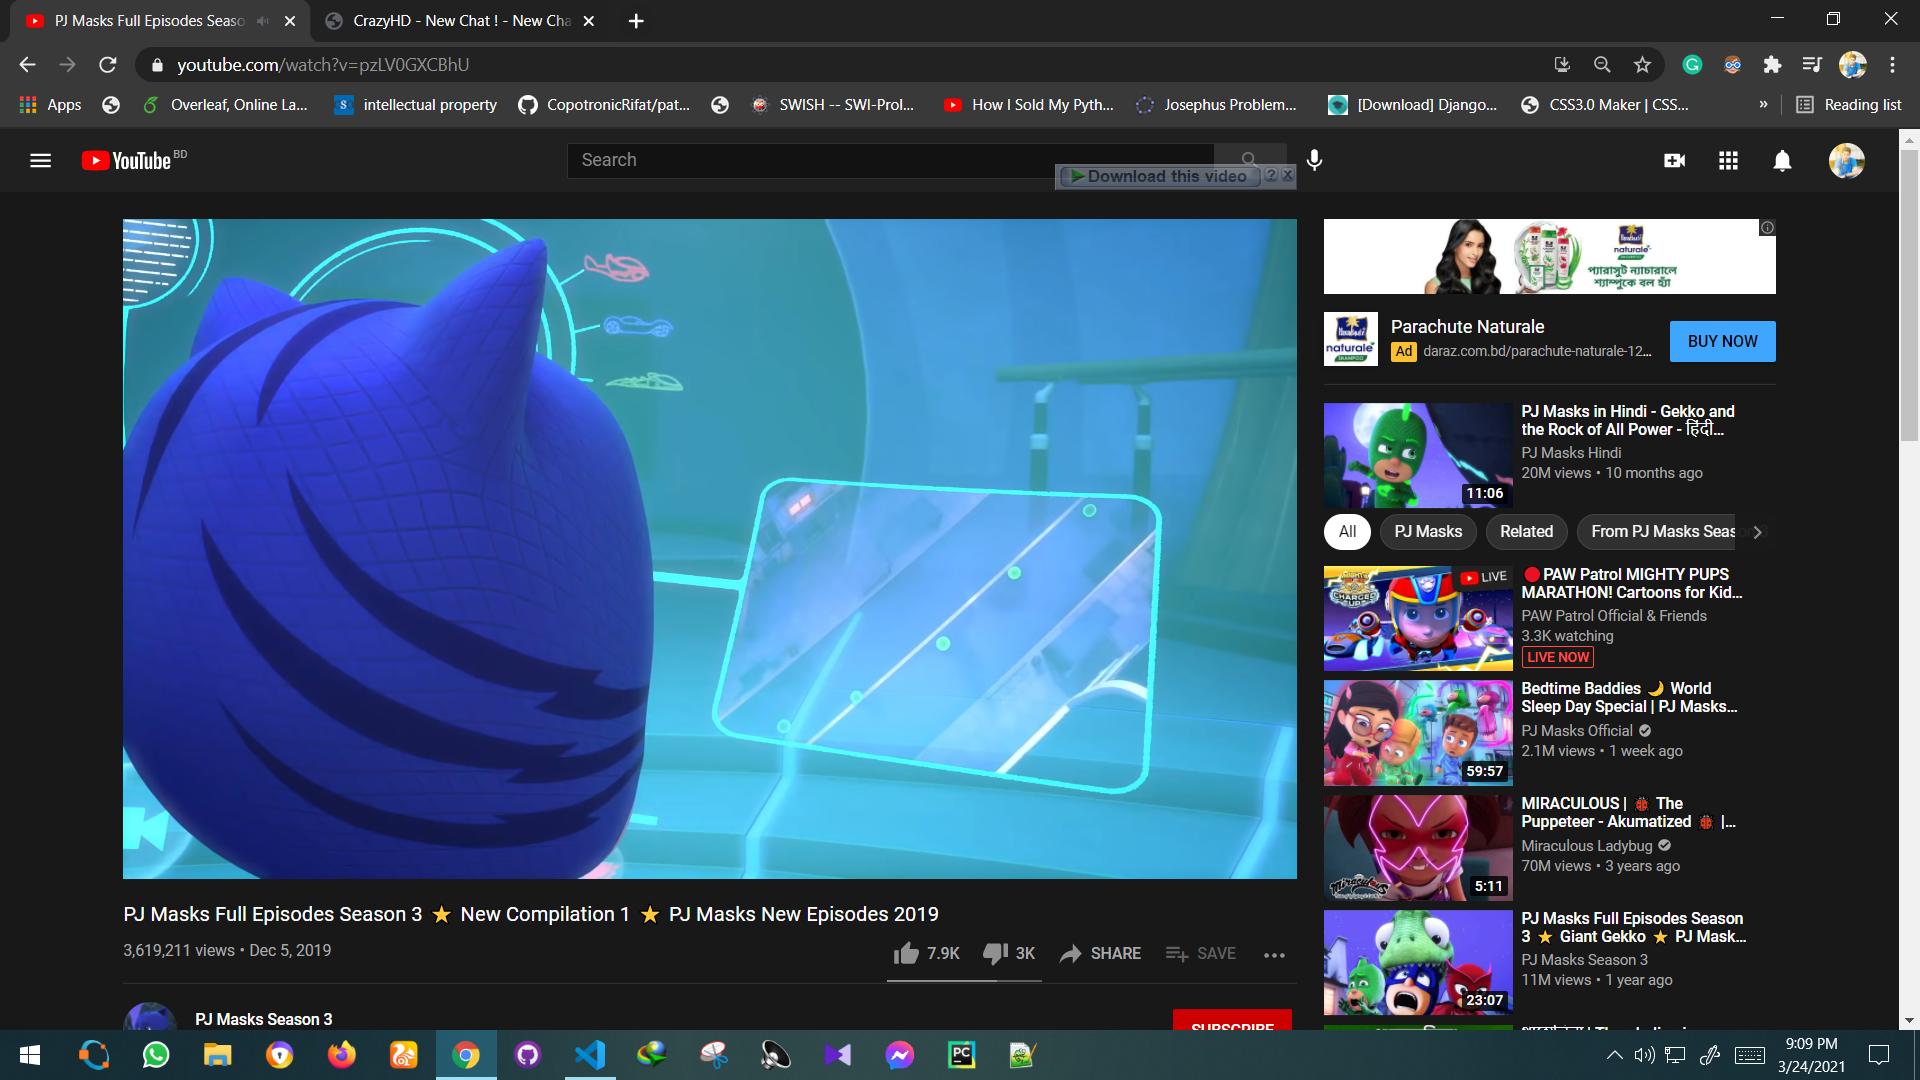 PJ Masks Full Episodes Seaso
CrazyHD - New Chat ! - New Cha
youtube.com/watch?v=pzLV0GXCBhU
Apps
Overleaf, Online La...
intellectual property
CopotronicRifat/pat...
SWISH -- SWI-Prol...
How I Sold My Pyth...
Josephus Problem...
[Download] Django...
CSS3.0 Maker | CSS...
»
Reading list
YouTube BD
Search
Download this video
naturale
প্যারাসুট ন্যাচারালে
শ্যাম্পুকে বল হ্যাঁ
naturale
SHAMPOO
Parachute Naturale
Ad daraz.com.bd/parachute-naturale-12...
BUY NOW
PJ Masks in Hindi - Gekko and
the Rock of All Power - हिंदी...
PJ Masks Hindi
20M views • 10 months ago
11:06
All
PJ Masks
Related
From PJ Masks Seas
LIVE
CHARGED UP
PAW Patrol MIGHTY PUPS
MARATHON! Cartoons for Kid...
PAW Patrol Official & Friends
3.3K watching
LIVE NOW
Bedtime Baddies 🌙 World
Sleep Day Special | PJ Masks...
PJ Masks Official
2.1M views • 1 week ago
59:57
MIRACULOUS | 🐞 The
Puppeteer - Akumatized 🐞 |...
Miraculous Ladybug
70M views • 3 years ago
Miraculous
5:11
PJ Masks Full Episodes Season
3 ⭐ Giant Gekko ⭐ PJ Mask...
PJ Masks Season 3
11M views • 1 year ago
23:07
PJ Masks Full Episodes Season 3 ⭐ New Compilation 1 ⭐ PJ Masks New Episodes 2019
3,619,211 views • Dec 5, 2019
7.9K
3K
SHARE
SAVE
PJ Masks Season 3
SUBSCRIBE
PC
9:09 PM
3/24/2021